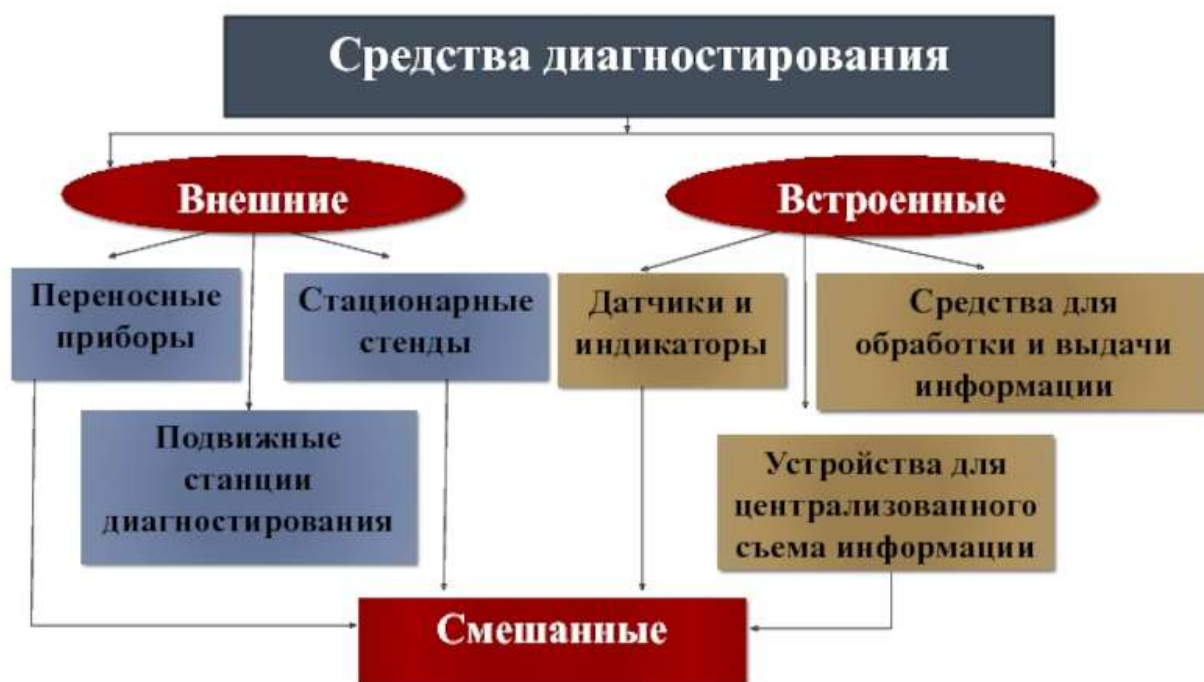 Средства диагностирования
Внешние
Встроенные
Переносные
приборы
Стационарные
стенды
Датчики и
индикаторы
Средства для
обработки и выдачи
информации
Подвижные
станции
диагностирования
Устройства для
централизованного
съема информации
Смешанные